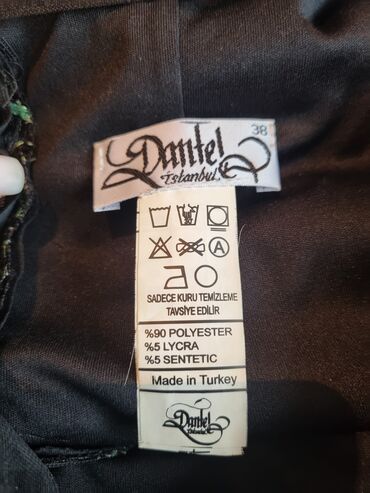 Dantel
38
istanbul
A
SADECE KURU TEMİZLEME
TAVSİYE EDİLİR
%90 POLYESTER
%5 LYCRA
%5 SENTETIC
Made in Turkey
Dantel
istanbul